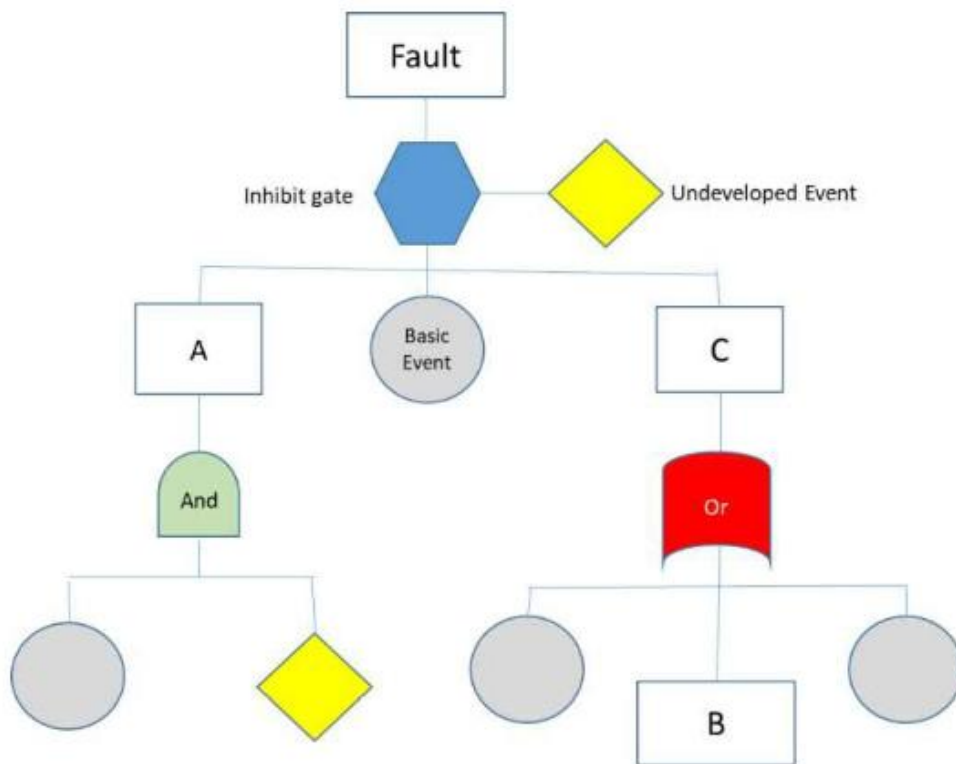 Fault
Inhibit gate
Undeveloped Event
A
Basic
Event
C
And
Or
B